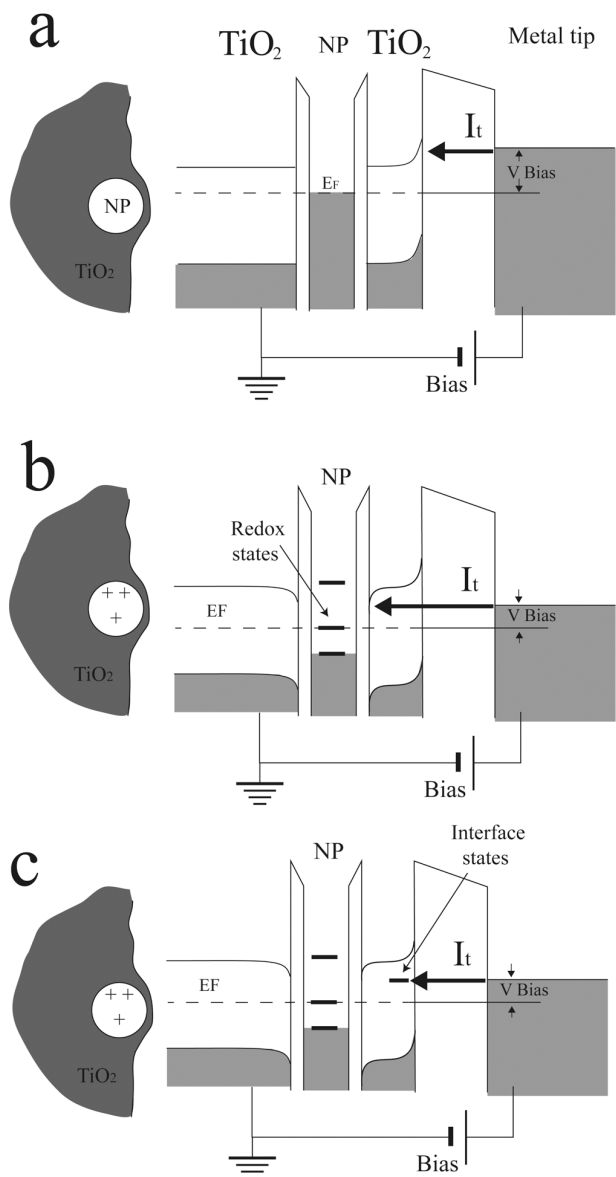 a
TiO2
NP
TiO2
Metal tip
It
V Bias
EF
NP
TiO2
Bias
b
NP
Redox
states
It
EF
V Bias
+ +
+
TiO2
Bias
c
NP
Interface
states
It
EF
V Bias
+ +
+
TiO2
Bias